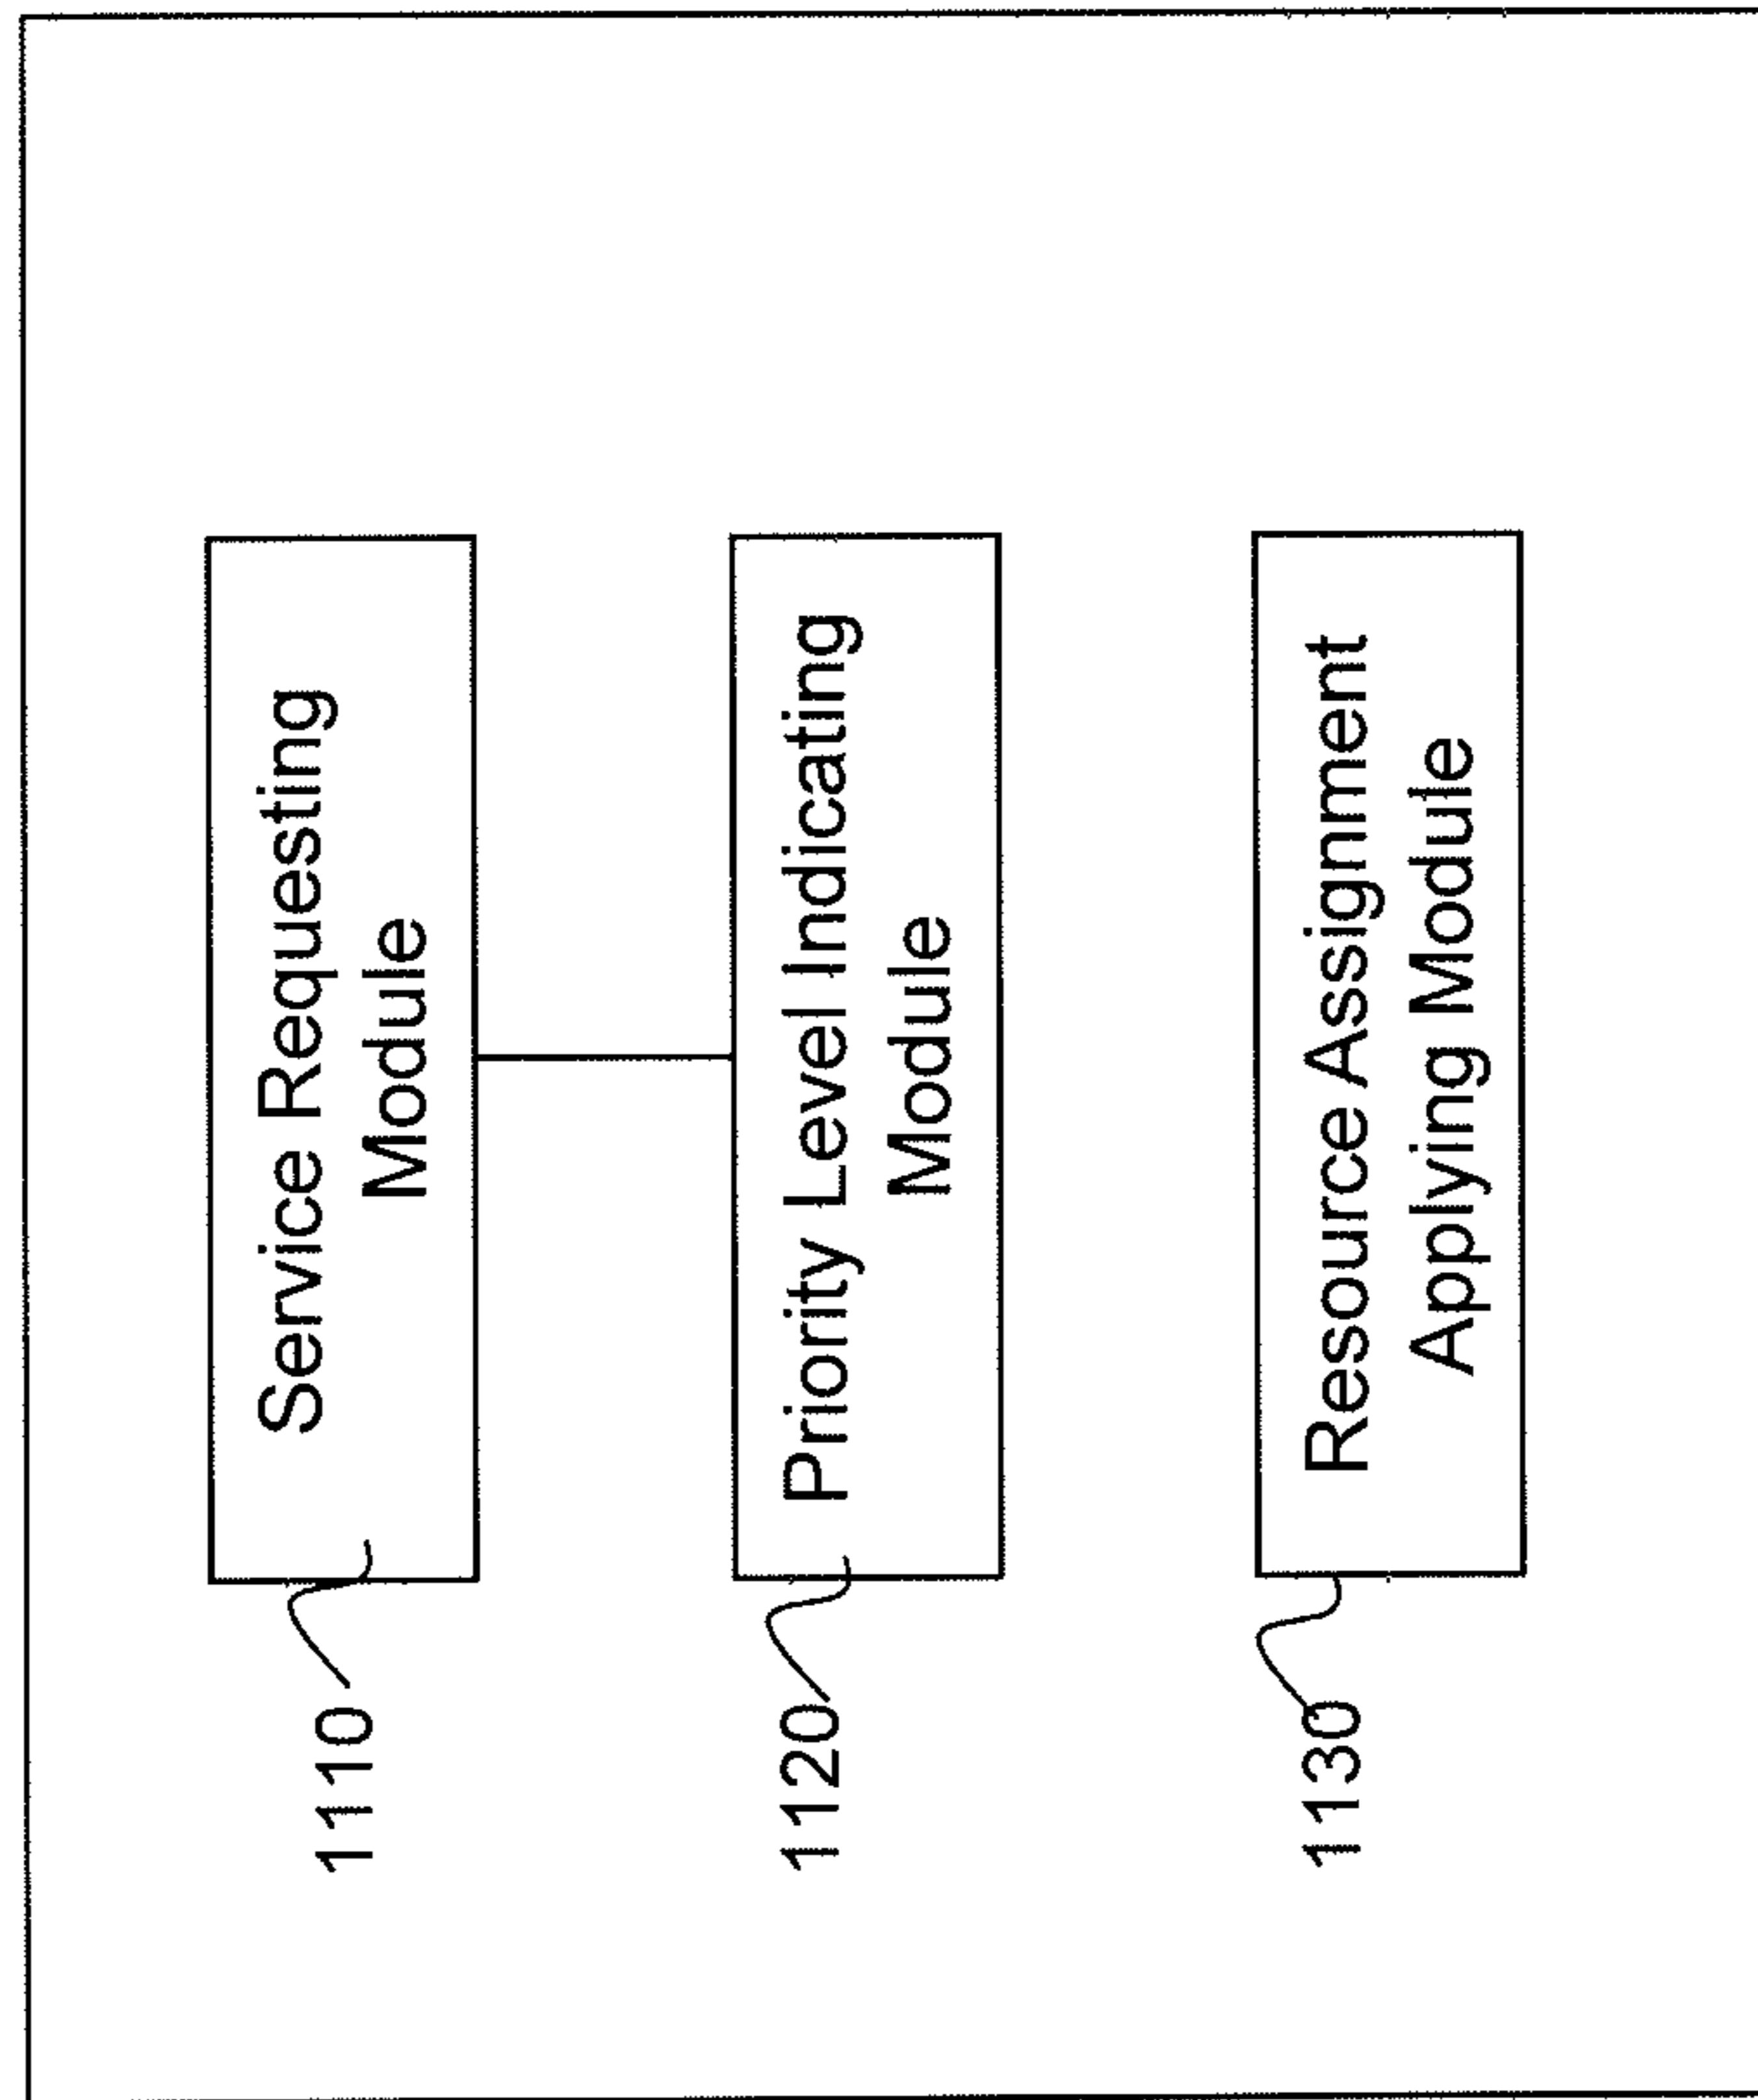 1110
Service Requesting
Module
1120
Priority Level Indicating
Module
1130
Resource Assignment
Applying Module